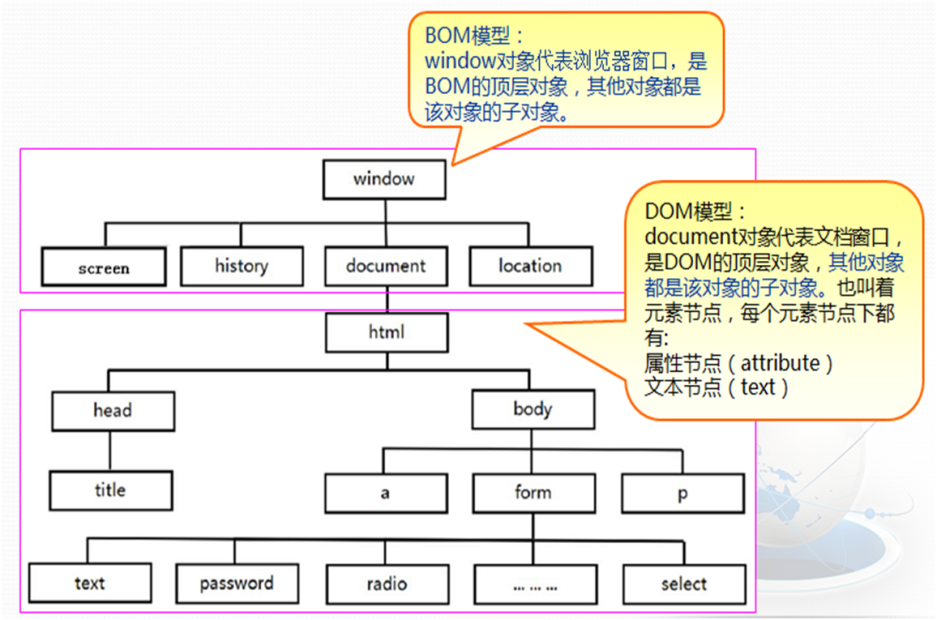 BOM模型：
window对象代表浏览器窗口，是
BOM的顶层对象，其他对象都是
该对象的子对象。
window
screen
history
document
location
DOM模型：
document对象代表文档窗口，
是DOM的顶层对象，其他对象
都是该对象的子对象。也叫着
元素节点，每个元素节点下都
有:
属性节点（attribute）
文本节点（text）
html
head
body
title
a
form
p
text
password
radio
... ... ...
select